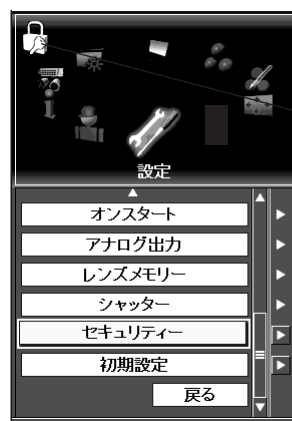 設定
オンスタート
アナログ出力
レンズメモリー
シャッター
セキュリティー
初期設定
戻る